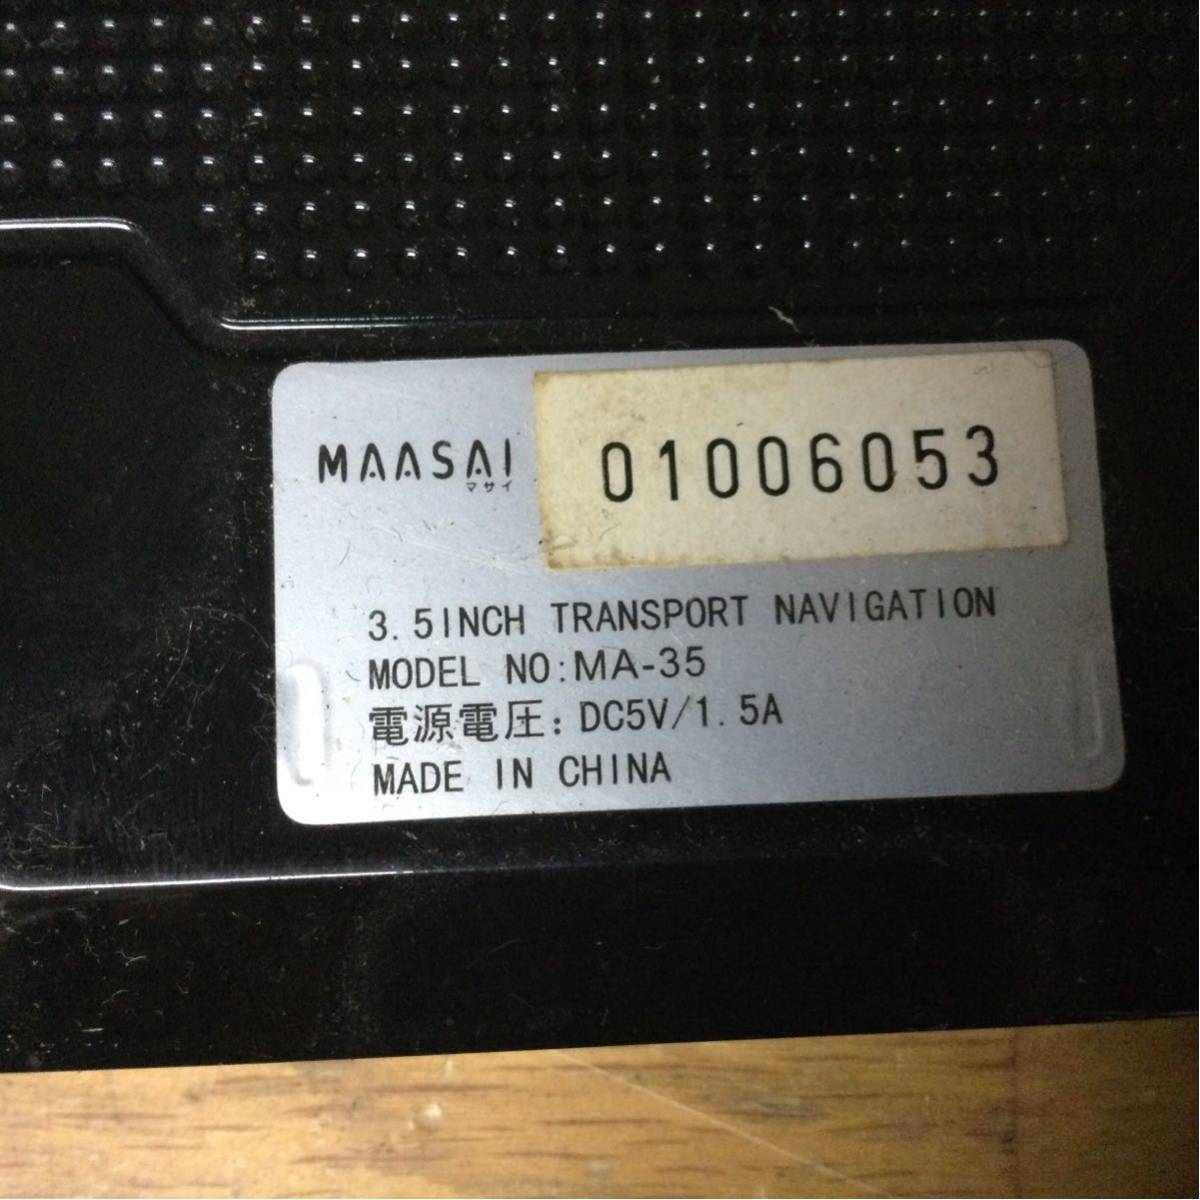 MAASAI
マサイ
01006053
3.5INCH TRANSPORT NAVIGATION
MODEL NO:MA-35
電源電圧: DC5V/1.5A
MADE IN CHINA